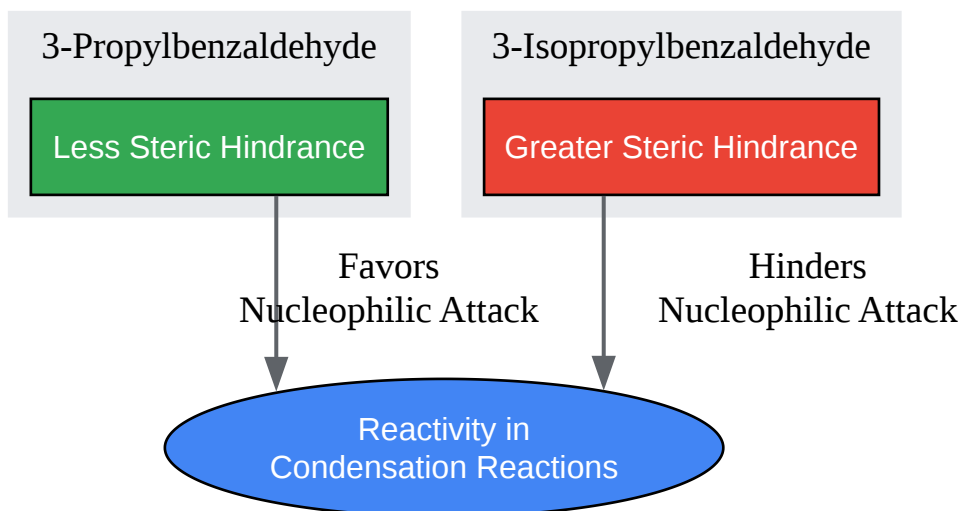 3-Propylbenzaldehyde
Less Steric Hindrance
3-Isopropylbenzaldehyde
Greater Steric Hindrance
Favors
Nucleophilic Attack
Hinders
Nucleophilic Attack
Reactivity in
Condensation Reactions